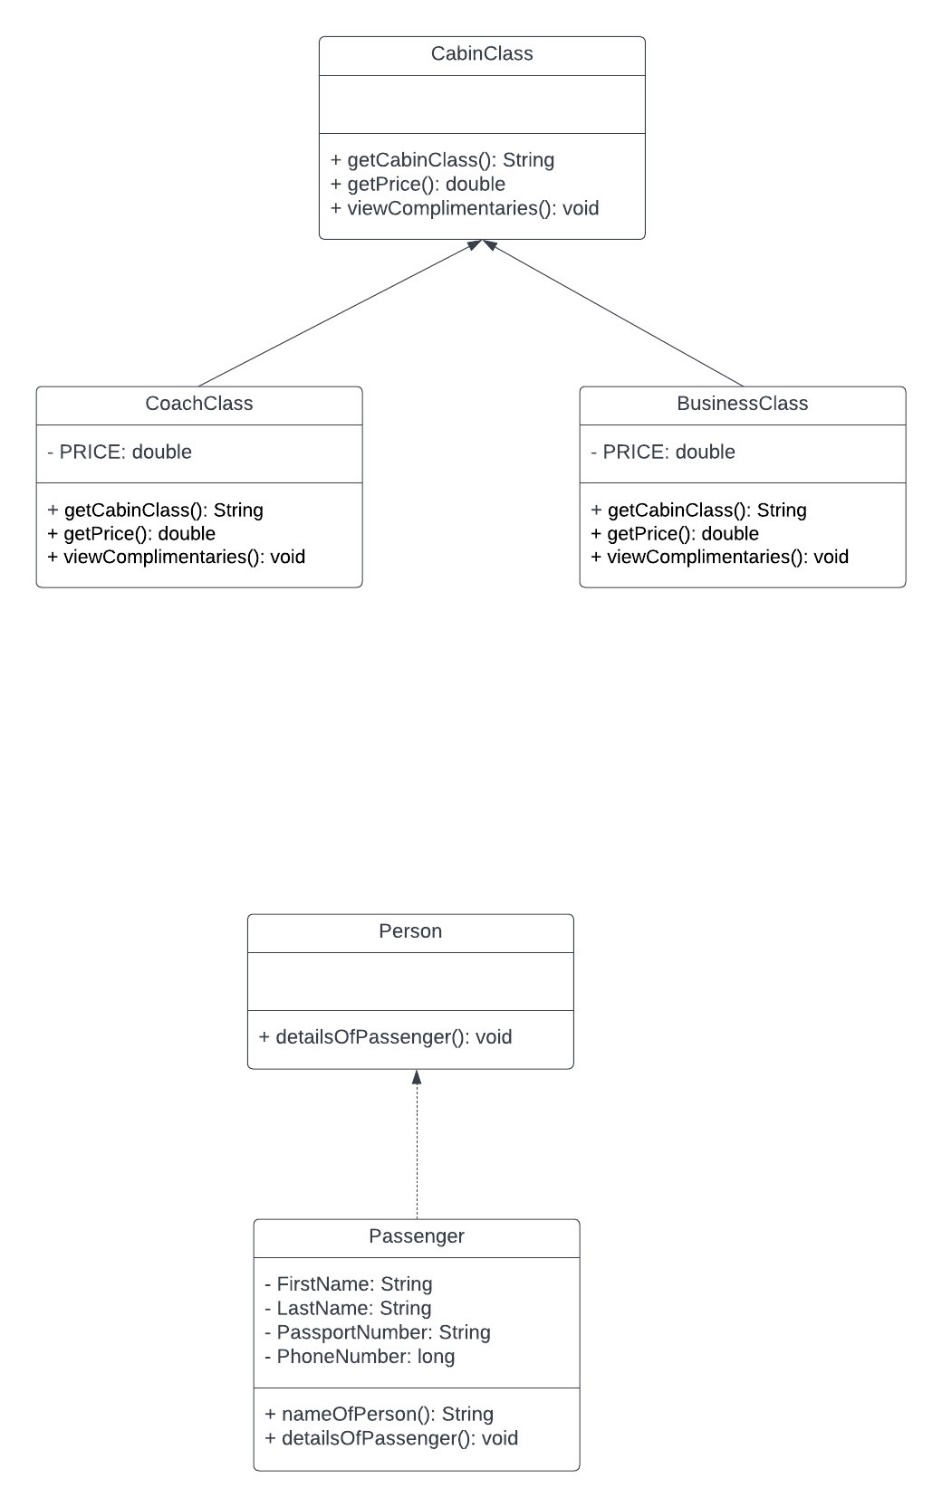 CabinClass
+ getCabinClass(): String
+ getPrice(): double
+ viewComplimentaries(): void
CoachClass
- PRICE: double
+ getCabinClass(): String
+ getPrice(): double
+ viewComplimentaries(): void
BusinessClass
- PRICE: double
+ getCabinClass(): String
+ getPrice(): double
+ viewComplimentaries(): void
Person
+ detailsOfPassenger(): void
Passenger
- FirstName: String
- LastName: String
- PassportNumber: String
- PhoneNumber: long
+ nameOfPerson(): String
+ detailsOfPassenger(): void